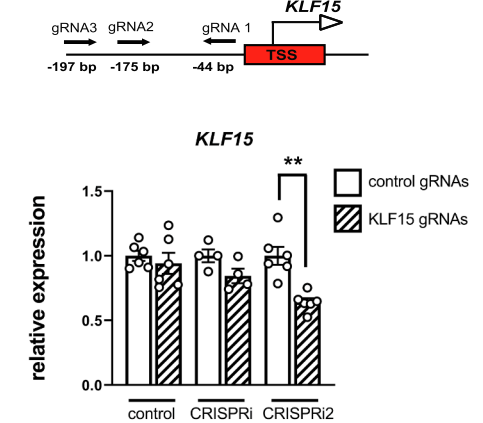 KLF15
gRNA3 gRNA2 gRNA 1
TSS
-197 bp -175 bp -44 bp
KLF15
**
control gRNAs
KLF15 gRNAs
relative expression
1.5
1.0
0.5
0.0
control CRISPRi CRISPRi2